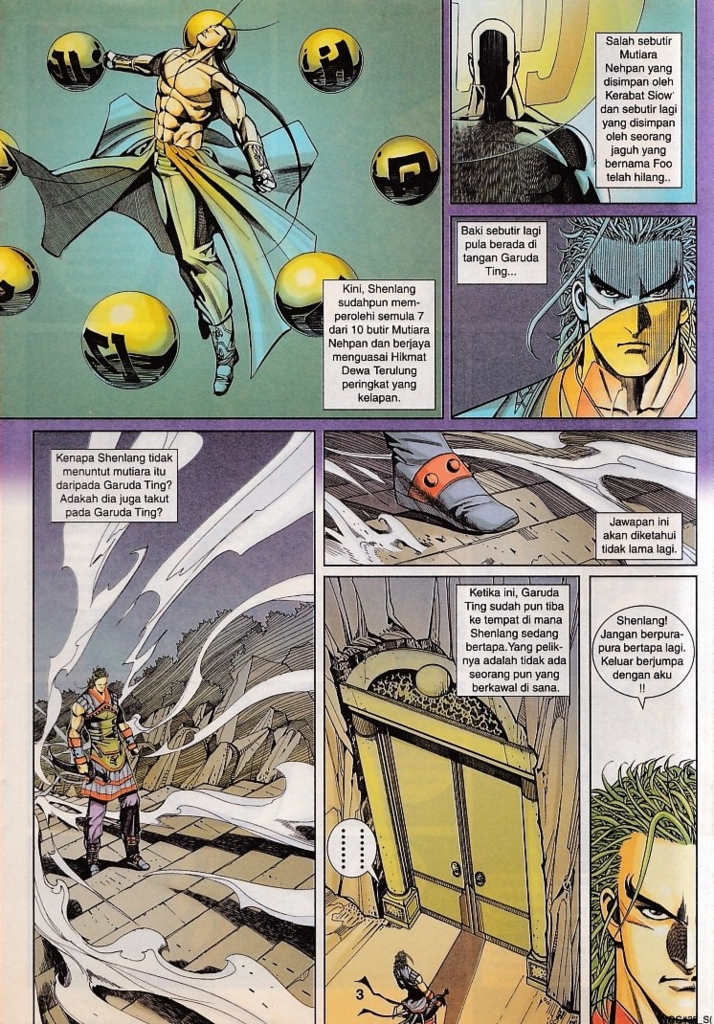 Kini, Shenlang
sudahpun mem-
perolehi semula 7
dari 10 butir Mutiara
Nehpan dan berjaya
menguasai Hikmat
Dewa Terulung
peringkat yang
kelapan.
Salah sebutir
Mutiara
Nehpan yang
disimpan oleh
Kerabat Siow
dan sebutir lagi
yang disimpan
oleh seorang
jaguh yang
bernama Foo
telah hilang..
Baki sebutir lagi
pula berada di
tangan Garuda
Ting...
Kenapa Shenlang tidak
menuntut mutiara itu
daripada Garuda Ting?
Adakah dia juga takut
pada Garuda Ting?
Jawapan ini
akan diketahui
tidak lama lagi.
Ketika ini, Garuda
Ting sudah pun tiba
ke tempat di mana
Shenlang sedang
bertapa.Yang pelik-
nya adalah tidak ada
seorang pun yang
berkawal di sana.
Shenlang!
Jangan berpura-
pura bertapa lagi.
Keluar berjumpa
dengan aku
!!
3